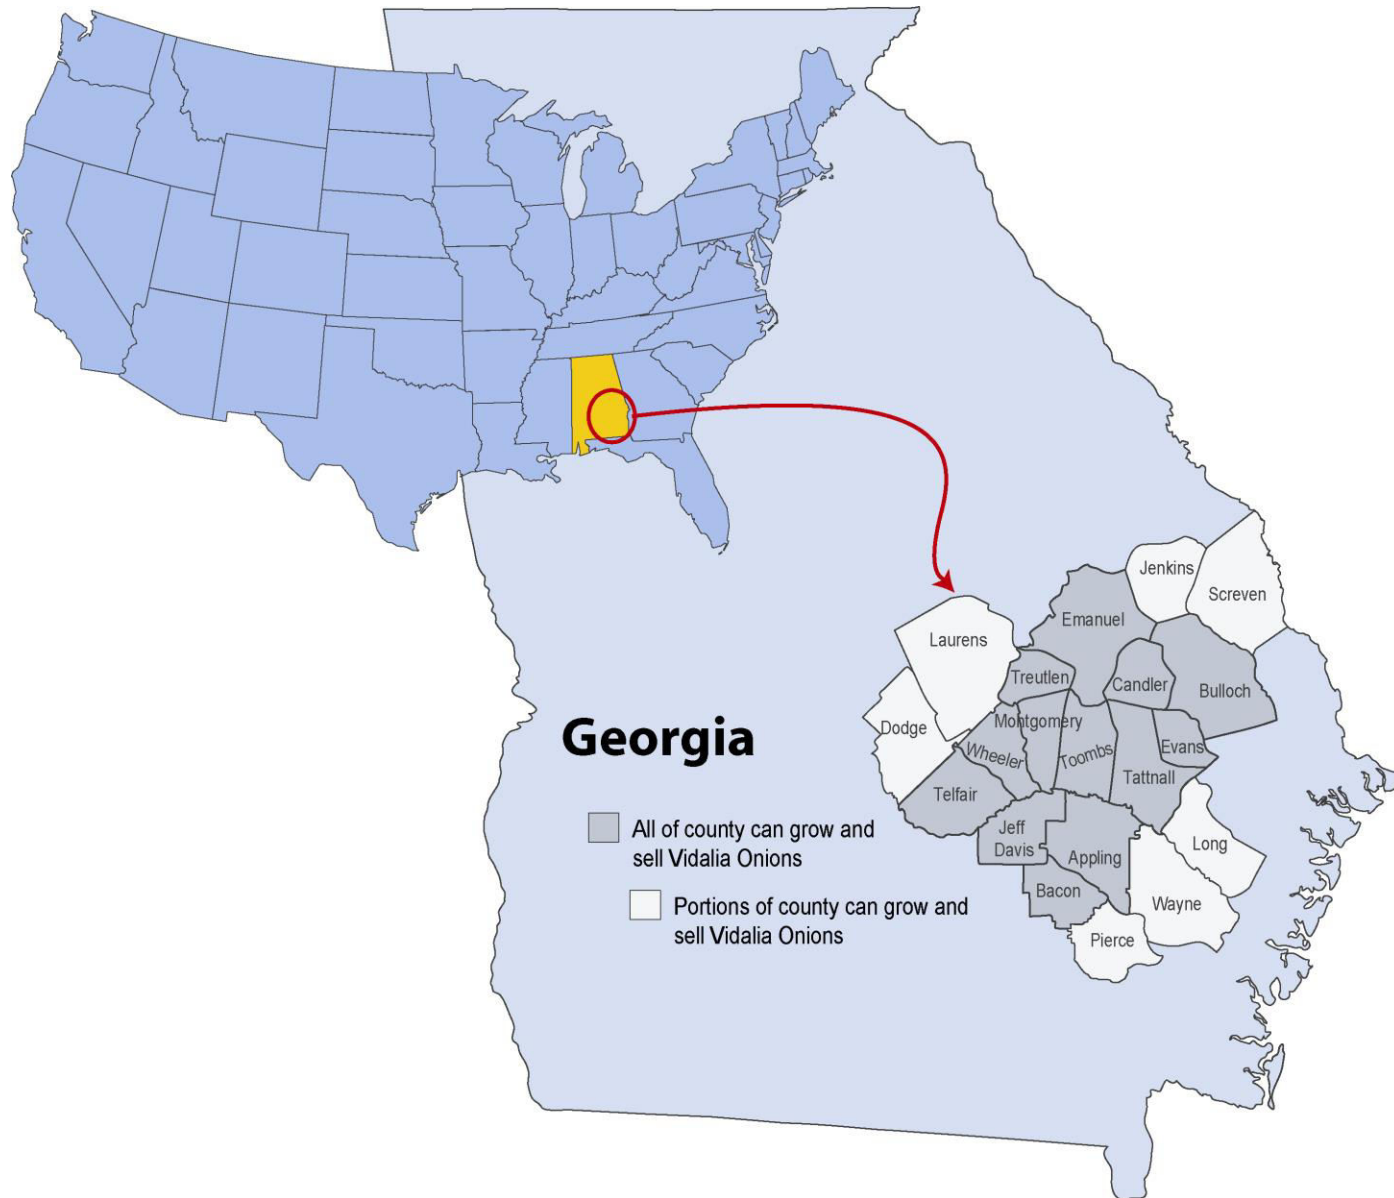 Jenkins
Screven
Emanuel
Laurens
Treutlen
Candler
Bulloch
Montgomery
Dodge
Wheeler
Toombs
Evans
Tattnall
Telfair
Georgia
All of county can grow and
sell Vidalia Onions
Jeff
Davis
Appling
Long
Bacon
Wayne
Portions of county can grow and
sell Vidalia Onions
Pierce